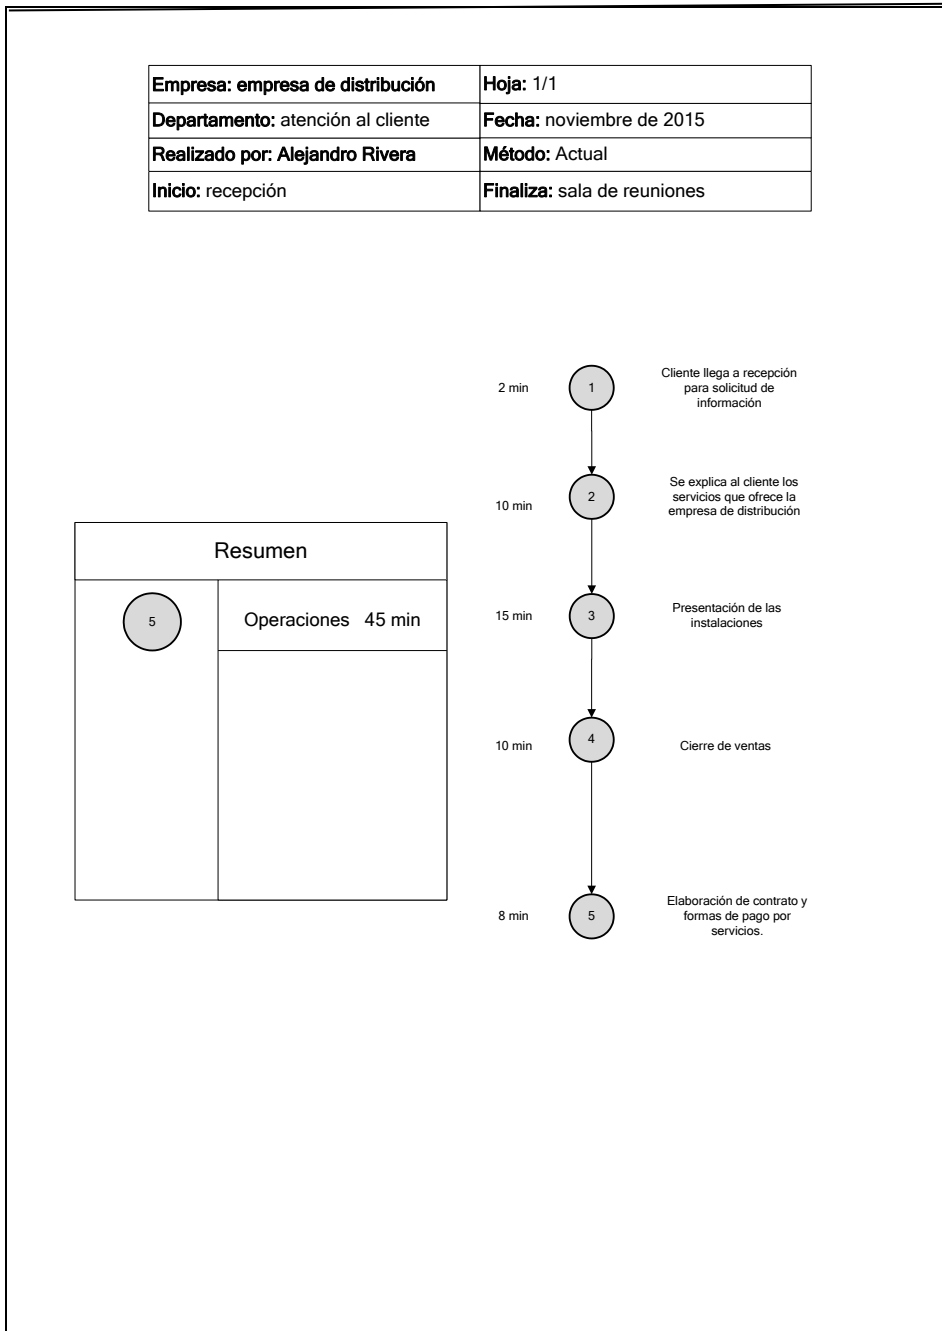 Empresa: empresa de distribución
Hoja: 1/1
Departamento: atención al cliente
Fecha: noviembre de 2015
Realizado por: Alejandro Rivera
Método: Actual
Inicio: recepción
Finaliza: sala de reuniones
2 min
1
Cliente llega a recepción
para solicitud de
información
10 min
2
Se explica al cliente los
servicios que ofrece la
empresa de distribución
Resumen
5
Operaciones 45 min
15 min
3
Presentación de las
instalaciones
10 min
4
Cierre de ventas
8 min
5
Elaboración de contrato y
formas de pago por
servicios.